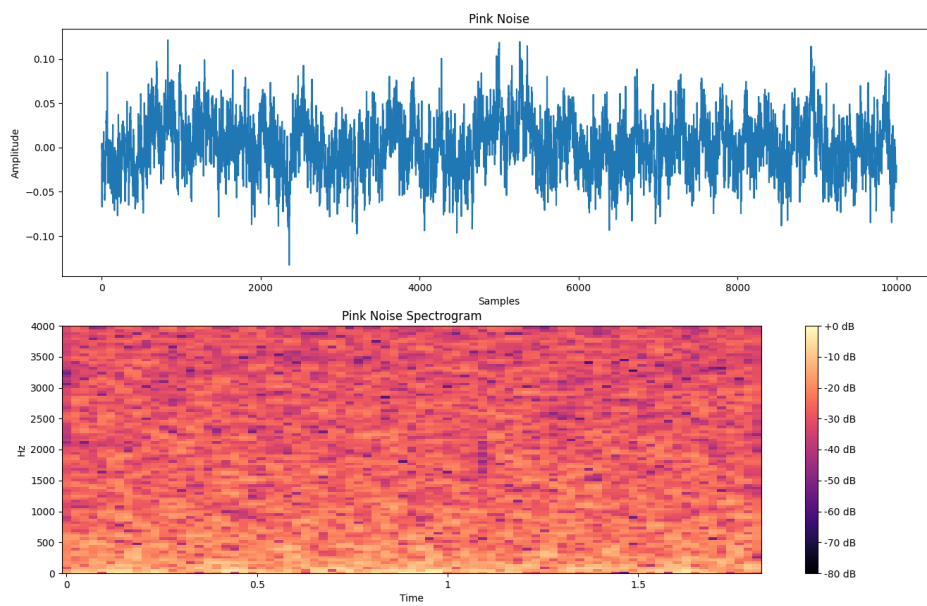 Pink Noise
0.10
0.05
0.00
−0.05
−0.10
Amplitude
0 2000 4000 6000 8000 10000
Samples
Pink Noise Spectrogram
4000
3500
3000
2500
2000
1500
1000
500
0
Hz
0 0.5 1 1.5
Time
+0 dB
-10 dB
-20 dB
-30 dB
-40 dB
-50 dB
-60 dB
-70 dB
-80 dB